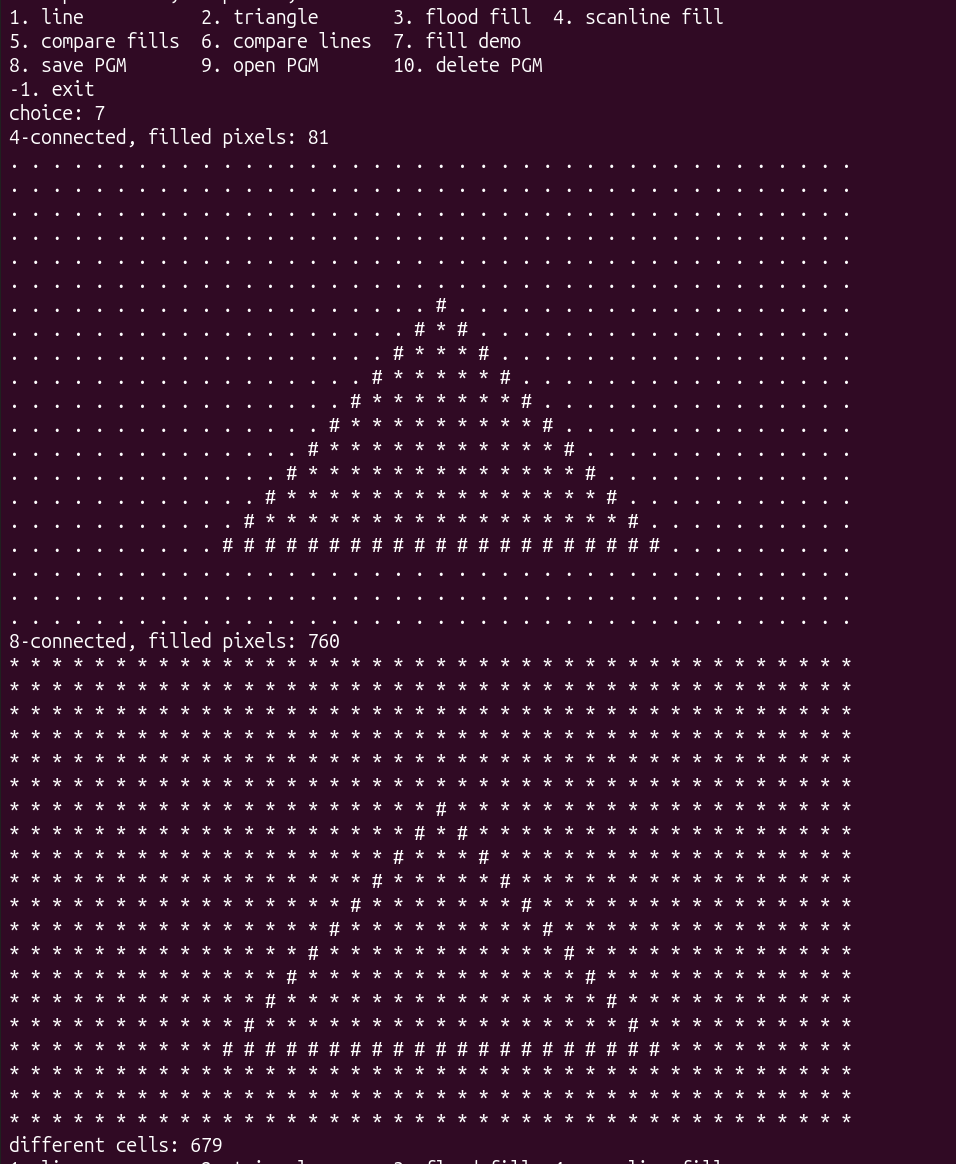 1. line           2. triangle       3. flood fill  4. scanline fill
5. compare fills  6. compare lines  7. fill demo
8. save PGM       9. open PGM       10. delete PGM
-1. exit
choice: 7
4-connected, filled pixels: 81
. . . . . . . . . . . . . . . . . . . . . . . . . . . . . . . . . . . . . . . .
. . . . . . . . . . . . . . . . . . . . . . . . . . . . . . . . . . . . . . . .
. . . . . . . . . . . . . . . . . . . . . . . . . . . . . . . . . . . . . . . .
. . . . . . . . . . . . . . . . . . . . . . . . . . . . . . . . . . . . . . . .
. . . . . . . . . . . . . . . . . . . . . . . . . . . . . . . . . . . . . . . .
. . . . . . . . . . . . . . . . . . . . . . . . . . . . . . . . . . . . . . . .
. . . . . . . . . . . . . . . . . . . . # . . . . . . . . . . . . . . . . . . .
. . . . . . . . . . . . . . . . . . . # * # . . . . . . . . . . . . . . . . . .
. . . . . . . . . . . . . . . . . . # * * * # . . . . . . . . . . . . . . . . .
. . . . . . . . . . . . . . . . . # * * * * * # . . . . . . . . . . . . . . . .
. . . . . . . . . . . . . . . . # * * * * * * * # . . . . . . . . . . . . . . .
. . . . . . . . . . . . . . . # * * * * * * * * * # . . . . . . . . . . . . . .
. . . . . . . . . . . . . . # * * * * * * * * * * * # . . . . . . . . . . . . .
. . . . . . . . . . . . . # * * * * * * * * * * * * * # . . . . . . . . . . . .
. . . . . . . . . . . . # * * * * * * * * * * * * * * * # . . . . . . . . . . .
. . . . . . . . . . . # * * * * * * * * * * * * * * * * * # . . . . . . . . . .
. . . . . . . . . . # # # # # # # # # # # # # # # # # # # # # . . . . . . . . .
. . . . . . . . . . . . . . . . . . . . . . . . . . . . . . . . . . . . . . . .
. . . . . . . . . . . . . . . . . . . . . . . . . . . . . . . . . . . . . . . .
. . . . . . . . . . . . . . . . . . . . . . . . . . . . . . . . . . . . . . . .
8-connected, filled pixels: 760
* * * * * * * * * * * * * * * * * * * * * * * * * * * * * * * * * * * * * * * *
* * * * * * * * * * * * * * * * * * * * * * * * * * * * * * * * * * * * * * * *
* * * * * * * * * * * * * * * * * * * * * * * * * * * * * * * * * * * * * * * *
* * * * * * * * * * * * * * * * * * * * * * * * * * * * * * * * * * * * * * * *
* * * * * * * * * * * * * * * * * * * * * * * * * * * * * * * * * * * * * * * *
* * * * * * * * * * * * * * * * * * * * * * * * * * * * * * * * * * * * * * * *
* * * * * * * * * * * * * * * * * * * * # * * * * * * * * * * * * * * * * * * *
* * * * * * * * * * * * * * * * * * * # * # * * * * * * * * * * * * * * * * * *
* * * * * * * * * * * * * * * * * * # * * * # * * * * * * * * * * * * * * * * *
* * * * * * * * * * * * * * * * * # * * * * * # * * * * * * * * * * * * * * * *
* * * * * * * * * * * * * * * * # * * * * * * * # * * * * * * * * * * * * * * *
* * * * * * * * * * * * * * * # * * * * * * * * * # * * * * * * * * * * * * * *
* * * * * * * * * * * * * * # * * * * * * * * * * * # * * * * * * * * * * * * *
* * * * * * * * * * * * * # * * * * * * * * * * * * * # * * * * * * * * * * * *
* * * * * * * * * * * * # * * * * * * * * * * * * * * * # * * * * * * * * * * *
* * * * * * * * * * * # * * * * * * * * * * * * * * * * * # * * * * * * * * * *
* * * * * * * * * * # # # # # # # # # # # # # # # # # # # # # * * * * * * * * *
* * * * * * * * * * * * * * * * * * * * * * * * * * * * * * * * * * * * * * * *
* * * * * * * * * * * * * * * * * * * * * * * * * * * * * * * * * * * * * * * *
* * * * * * * * * * * * * * * * * * * * * * * * * * * * * * * * * * * * * * * *
different cells: 679